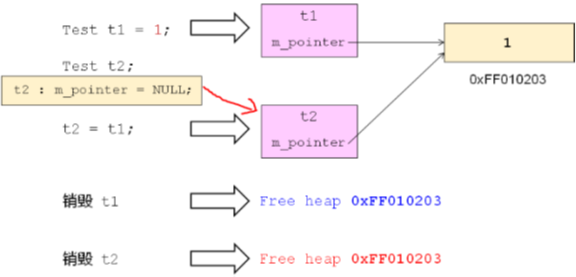 Test t1 = 1;
t1
m_pointer
1
0xFF010203
Test t2;
t2 : m_pointer = NULL;
t2 = t1;
t2
m_pointer
销毁 t1
Free heap 0xFF010203
销毁 t2
Free heap 0xFF010203